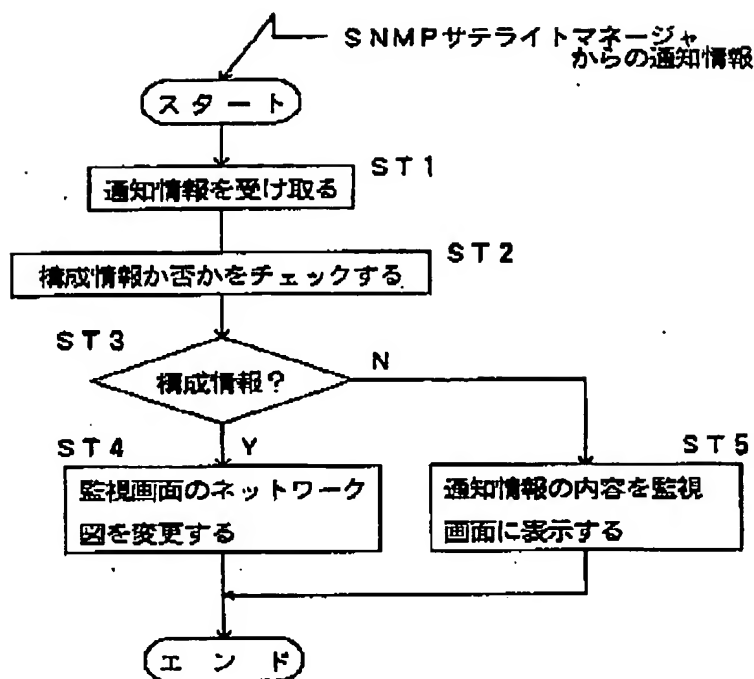 SNMPサテライトマネージャ
からの通知情報
スタート
ST1
通知情報を受け取る
ST2
構成情報か否かをチェックする
ST3
構成情報?
N
Y
ST4
監視画面のネットワーク
図を変更する
ST5
通知情報の内容を監視
画面に表示する
エンド